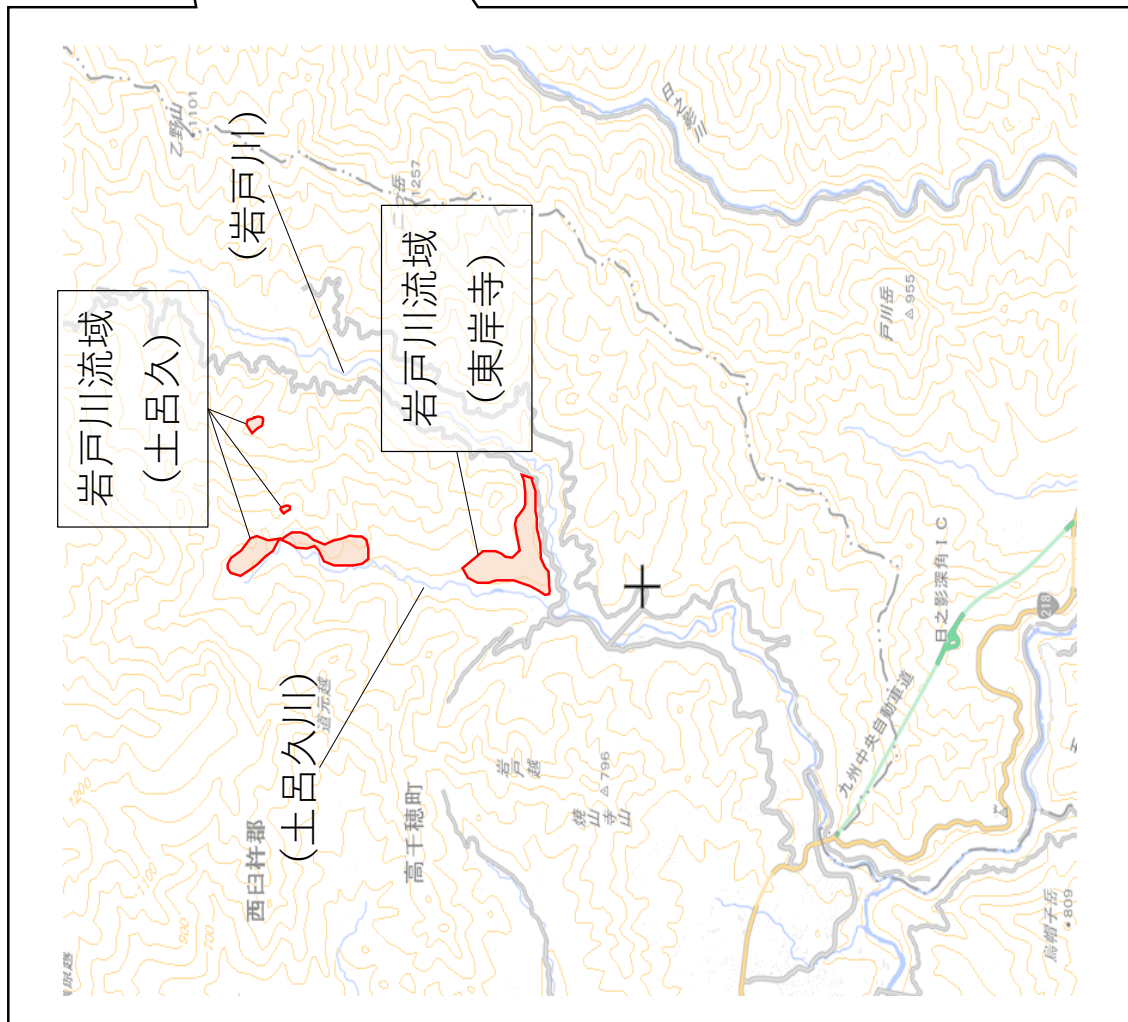 岩戸川流域
(土呂久)
(岩戸川)
岩戸川流域
(東岸寺)
(土呂久川)
乙野山
1101
二ツ岳
1257
日之影川
戸川岳
955
道元越
西臼杵郡
高千穂町
岩戸越
焼山寺山
796
九州中央自動車道
日之影深角IC
218
烏帽子岳
809
1200
1100
900
700